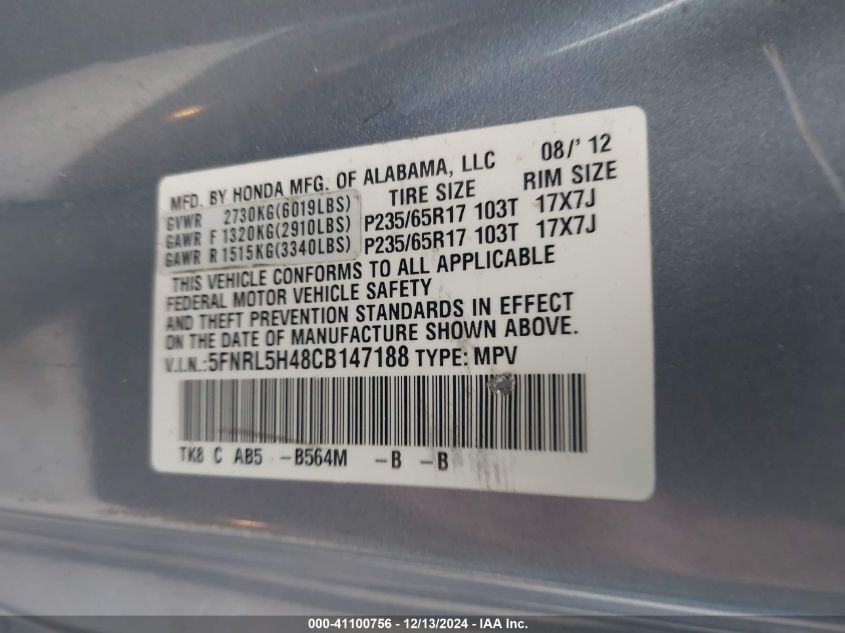 MFD. BY HONDA MFG. OF ALABAMA, LLC 08/'12
TIRE SIZE RIM SIZE
GVWR 2730KG(6019LBS)
GAWR F 1320KG(2910LBS) P235/65R17 103T 17X7J
GAWR R 1515KG(3340LBS) P235/65R17 103T 17X7J
THIS VEHICLE CONFORMS TO ALL APPLICABLE
FEDERAL MOTOR VEHICLE SAFETY
AND THEFT PREVENTION STANDARDS IN EFFECT
ON THE DATE OF MANUFACTURE SHOWN ABOVE.
V.I.N.:5FNRL5H48CB147188 TYPE: MPV
TK8 C AB5 -B564M -B -B
000-41100756 - 12/13/2024 - IAA Inc.